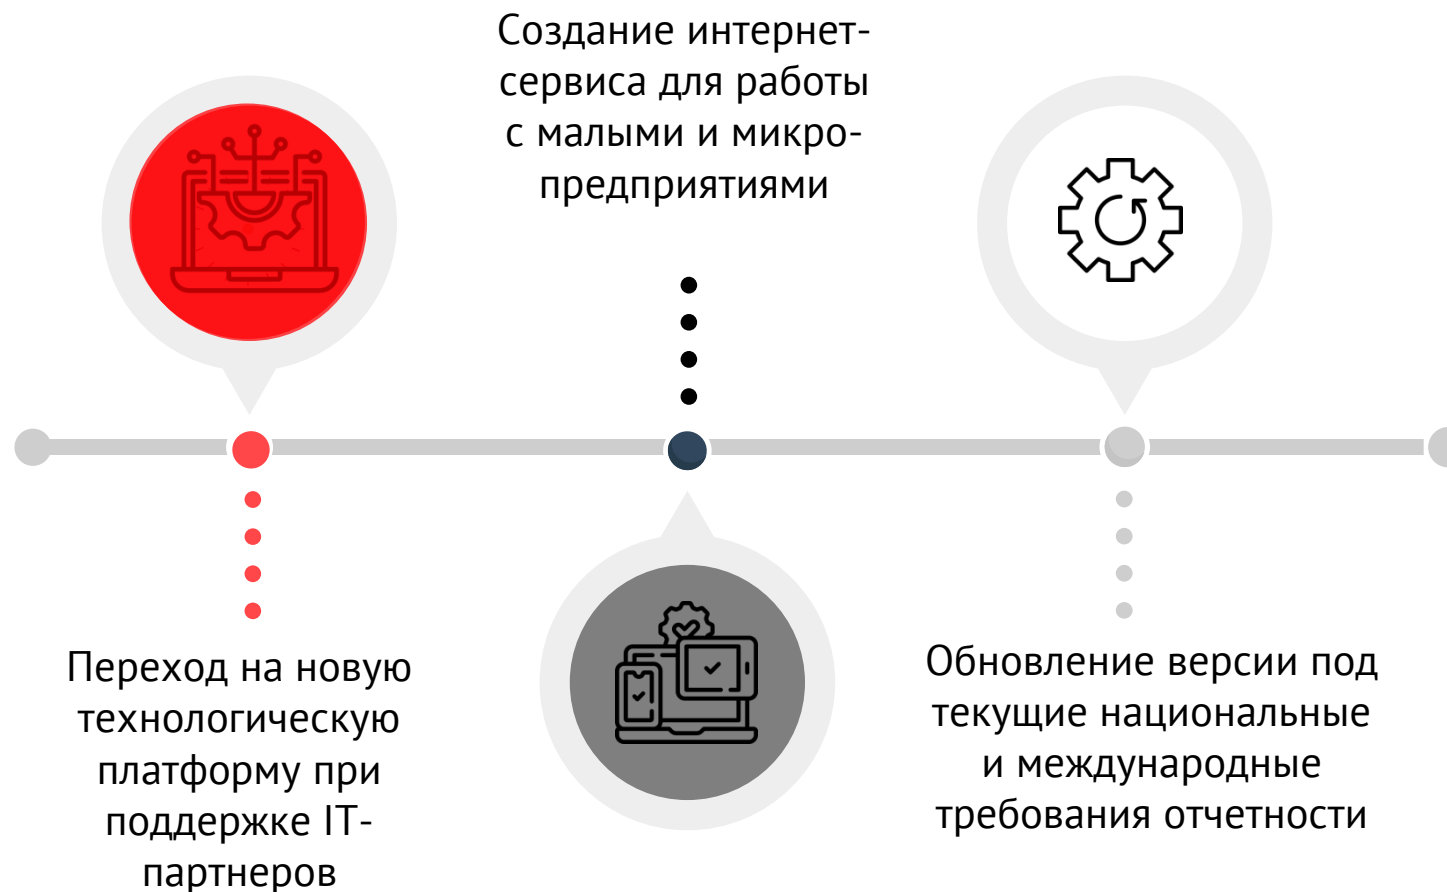 Создание интернет-
сервиса для работы
с малыми и микро-
предприятиями
Переход на новую
технологическую
платформу при
поддержке IT-
партнеров
Обновление версии под
текущие национальные
и международные
требования отчетности